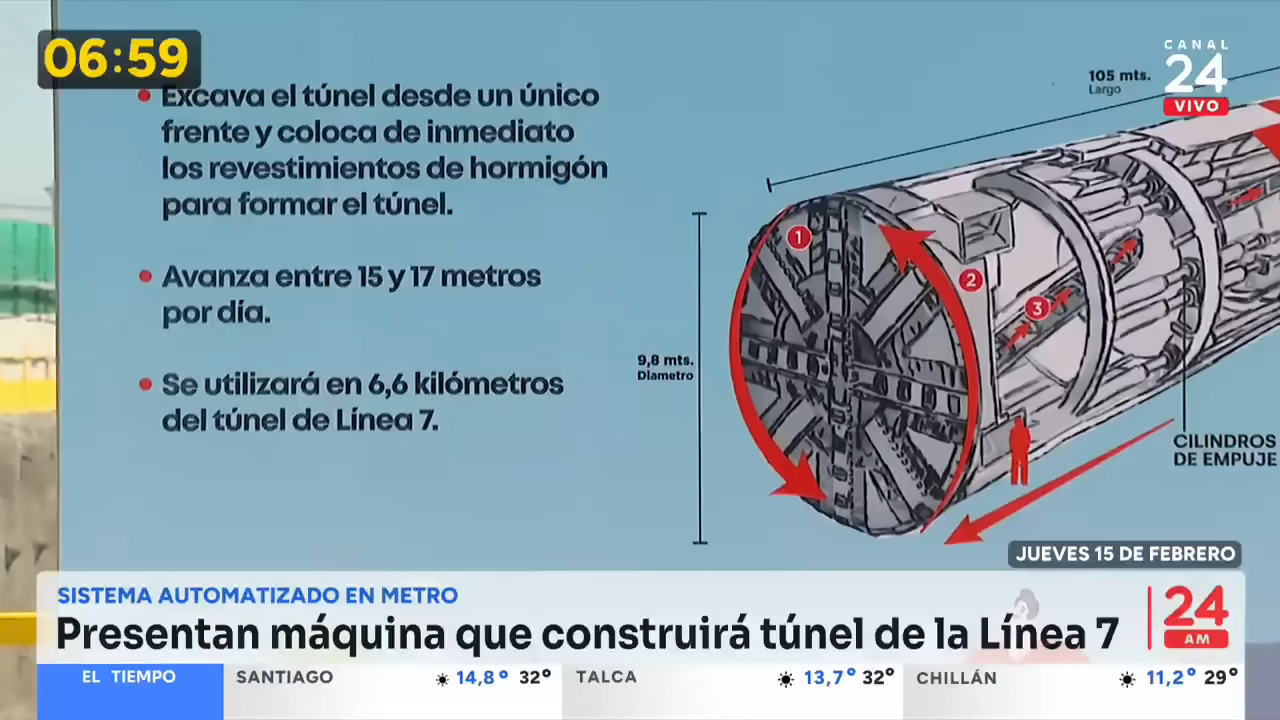 06:59
CANAL
24
VIVO
Excava el túnel desde un único
frente y coloca de inmediato
los revestimientos de hormigón
para formar el túnel.
Avanza entre 15 y 17 metros
por día.
Se utilizará en 6,6 kilómetros
del túnel de Línea 7.
105 mts.
Largo
9,8 mts.
Diametro
1
2
3
CILINDROS
DE EMPUJE
JUEVES 15 DE FEBRERO
SISTEMA AUTOMATIZADO EN METRO
Presentan máquina que construirá túnel de la Línea 7
24
AM
EL TIEMPO SANTIAGO 14,8° 32° TALCA 13,7° 32° CHILLÁN 11,2° 29°